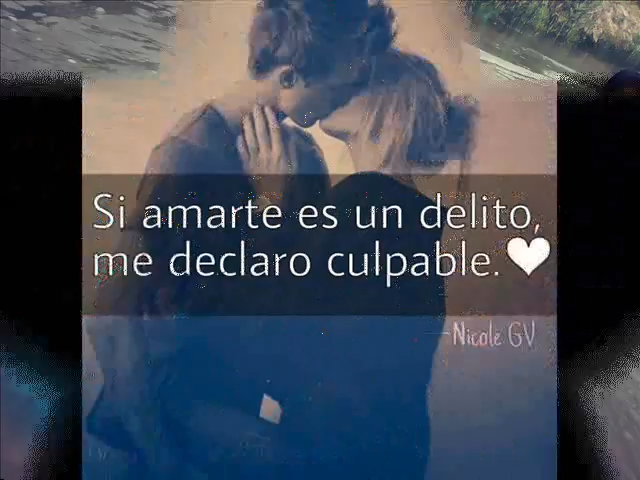 Si amarte es un delito,
me declaro culpable.
—Nicole GV